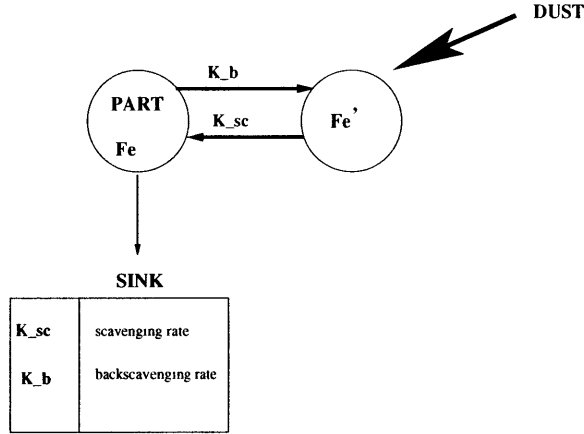 DUST
K_b
PART
Fe
K_sc
Fe'
SINK
K_sc scavenging rate
K_b backscavenging rate